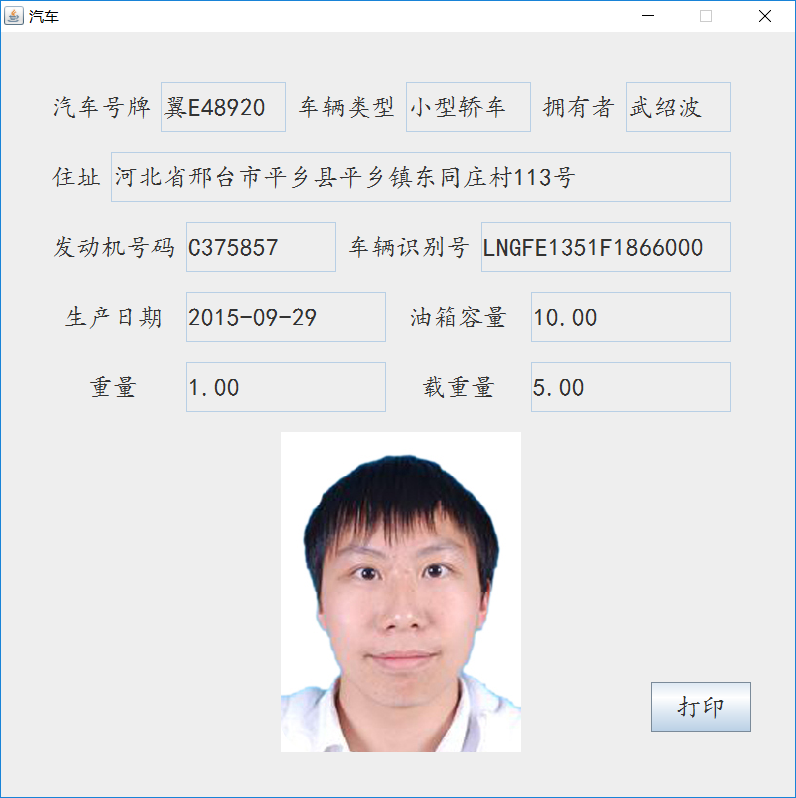 汽车
汽车号牌 翼E48920 车辆类型 小型轿车 拥有者 武绍波
住址 河北省邢台市平乡县平乡镇东同庄村113号
发动机号码 C375857 车辆识别号 LNGFE1351F1866000
生产日期 2015-09-29 油箱容量 10.00
重量 1.00 载重量 5.00
打印